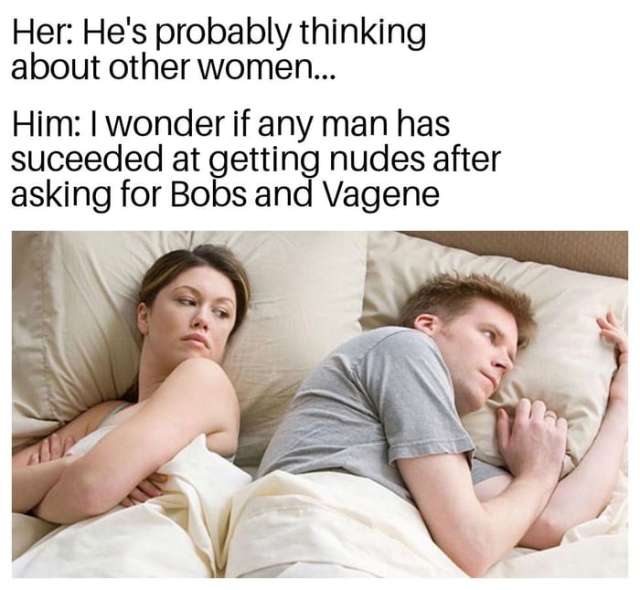 Her: He's probably thinking
about other women...
Him: I wonder if any man has
suceeded at getting nudes after
asking for Bobs and Vagene